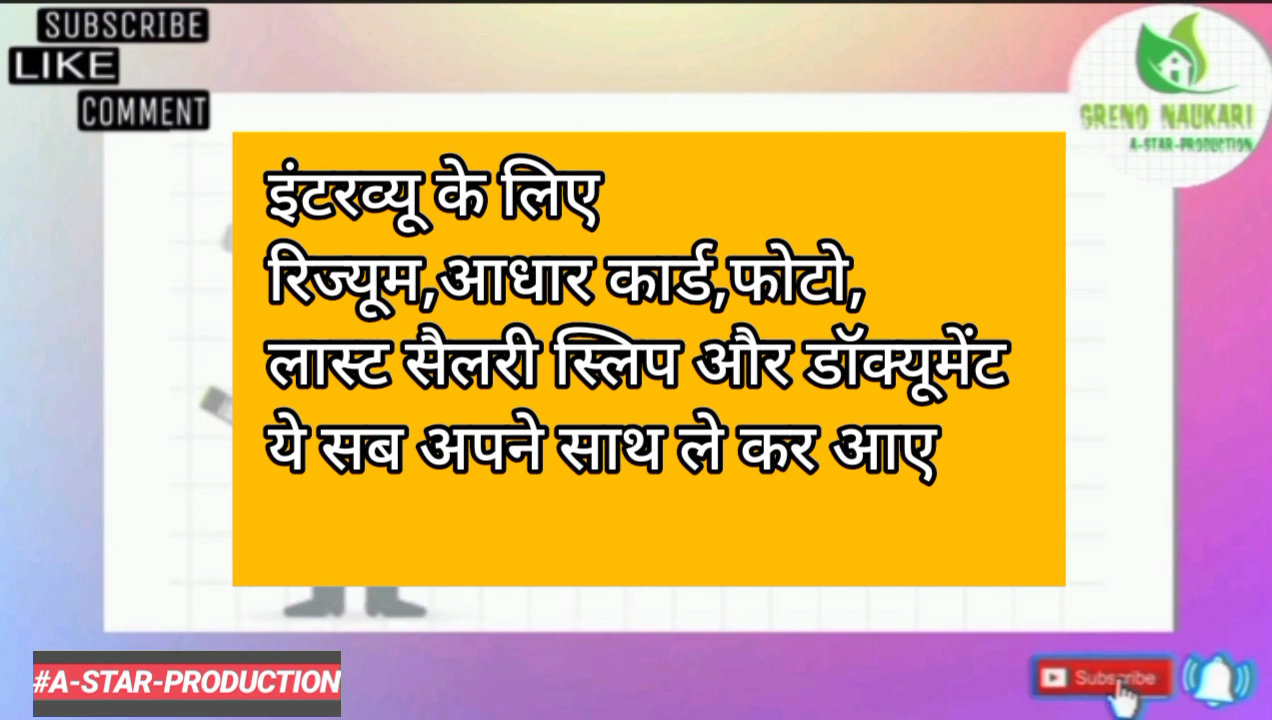 SUBSCRIBE
LIKE
COMMENT
GRENO NAUKARI
A-STAR-PRODUCTION
इंटरव्यू के लिए
रिज्यूम,आधार कार्ड,फोटो,
लास्ट सैलरी स्लिप और डॉक्यूमेंट
ये सब अपने साथ ले कर आए
#A-STAR-PRODUCTION
Subscribe